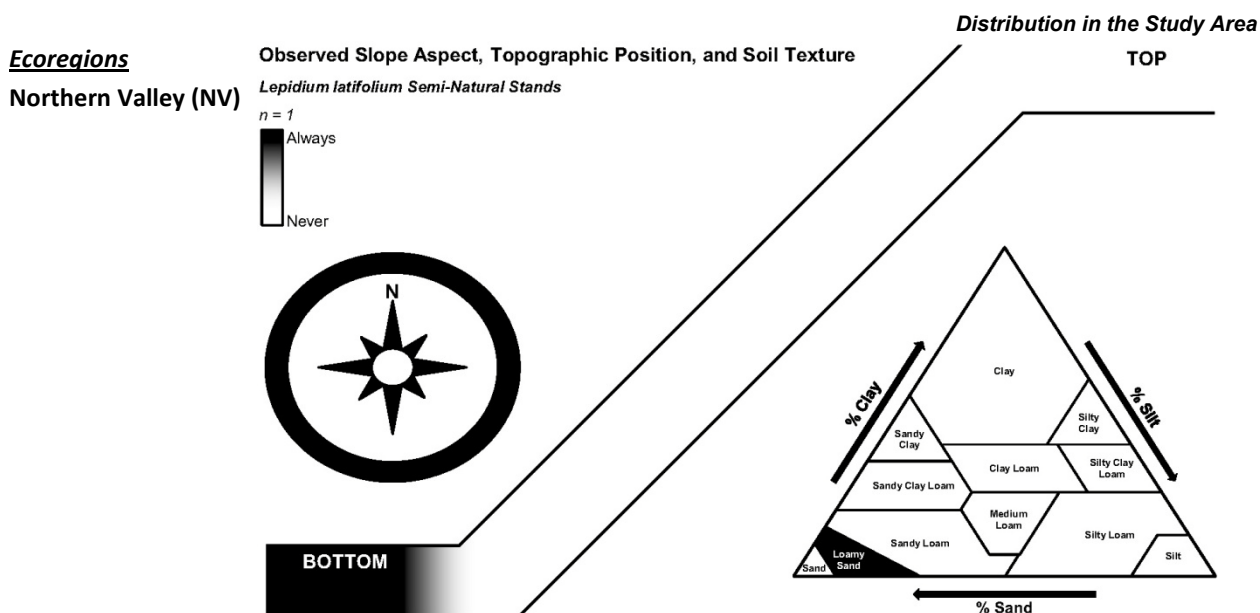 Distribution in the Study Area
Ecoregions
Northern Valley (NV)
Observed Slope Aspect, Topographic Position, and Soil Texture
Lepidium latifolium Semi-Natural Stands
n = 1
Always
Never
N
TOP
BOTTOM
% Clay
% Silt
% Sand
Clay
Silty
Clay
Sandy
Clay
Clay Loam
Silty Clay
Loam
Sandy Clay Loam
Medium
Loam
Sandy Loam
Silty Loam
Loamy
Sand
Sand
Silt